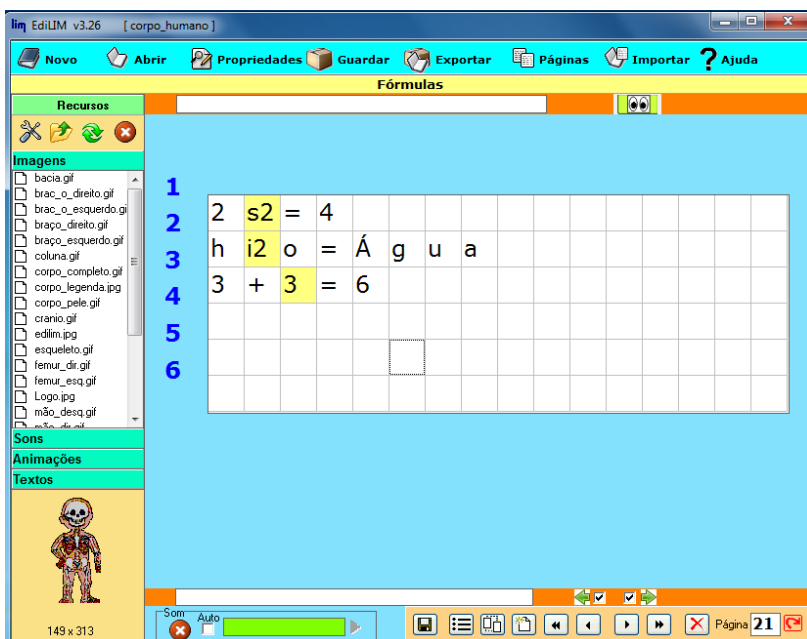 lim EdiLIM v3.26 [ corpo_humano ]
Novo Abrir Propriedades Guardar Exportar Páginas Importar ? Ajuda
Fórmulas
Recursos
Imagens
bacia.gif
brac_o_direito.gif
brac_o_esquerdo.gi
braço_direito.gif
braço_esquerdo.gif
coluna.gif
corpo_completo.gif
corpo_legenda.jpg
corpo_pele.gif
cranio.gif
edilim.jpg
esqueleto.gif
femur_dir.gif
femur_esq.gif
Logo.jpg
mão_desq.gif
mão_dir.gif
Sons
Animações
Textos
149 x 313
1
2
3
4
5
6
2 s2 = 4
h i2 o = Á g u a
3 + 3 = 6
Som
Auto
Página 21